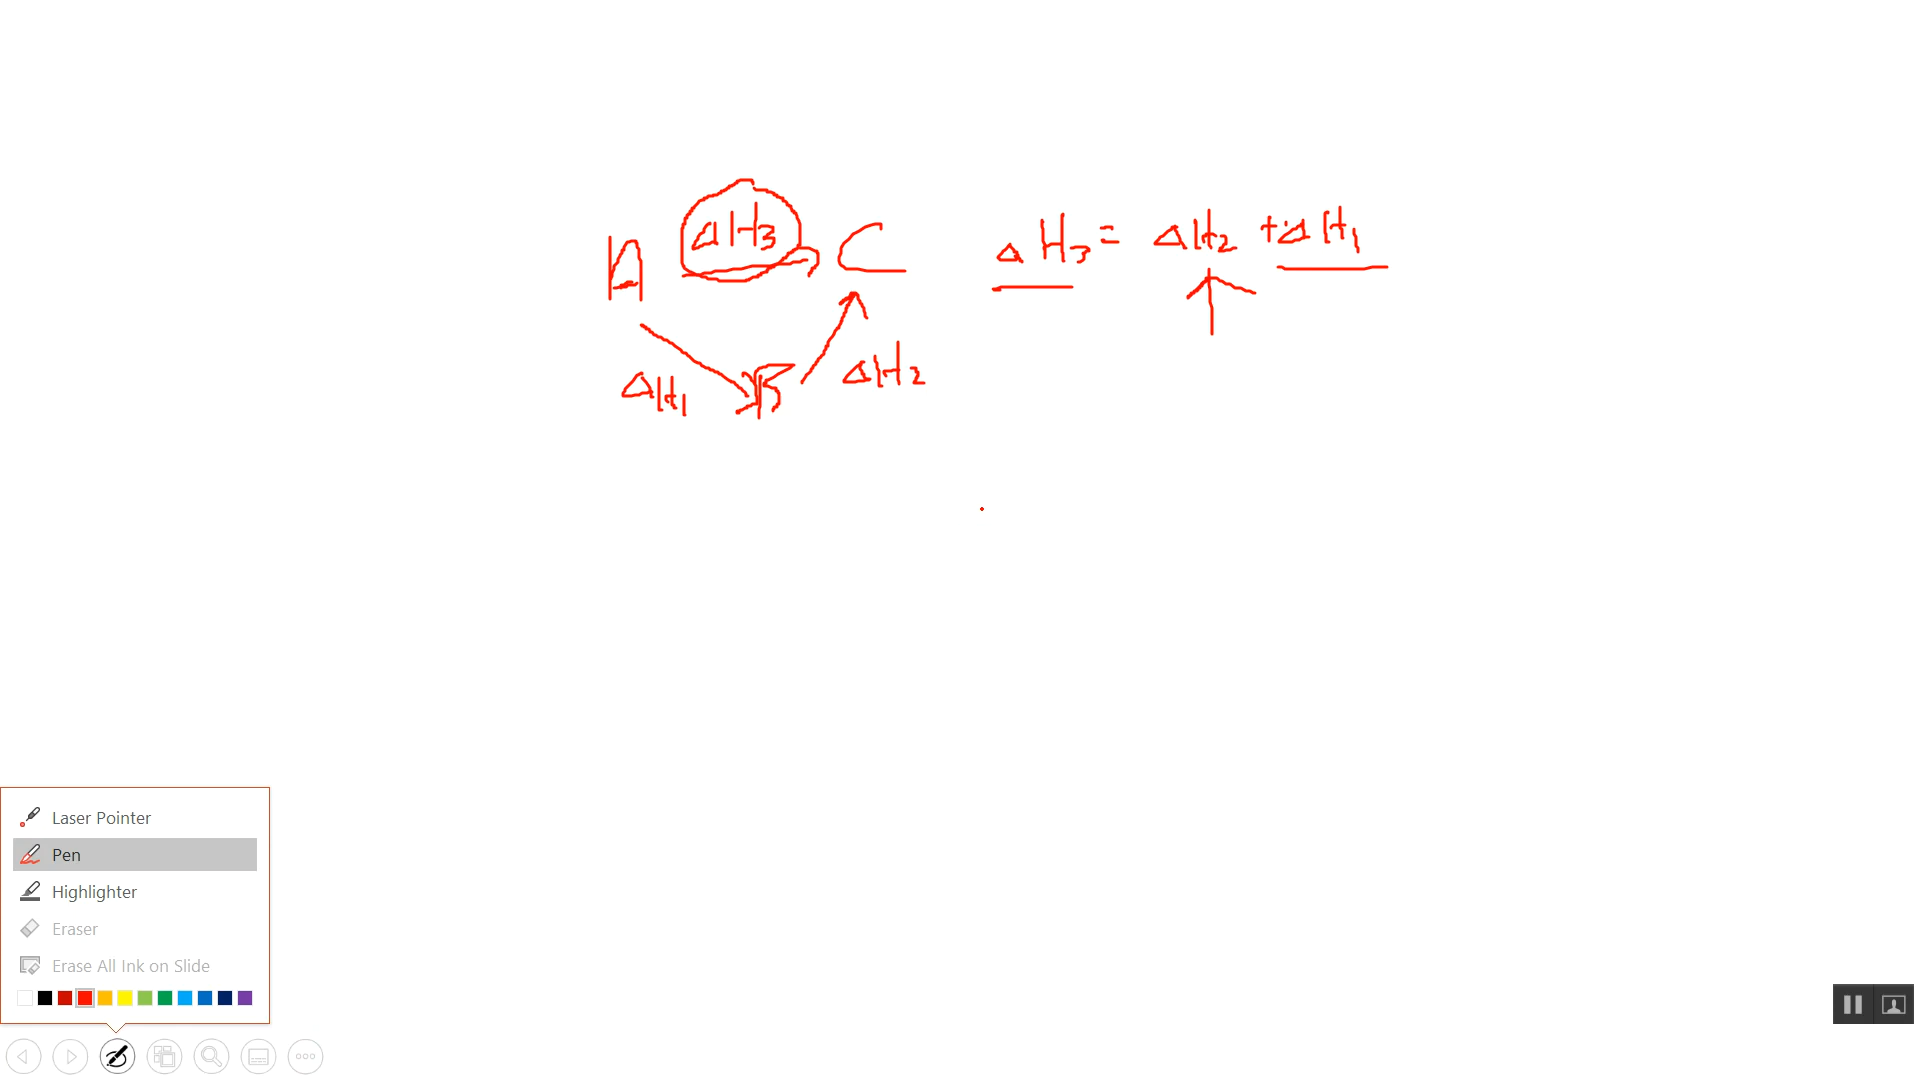 A ΔH3 C ΔH3 = ΔH2 + ΔH1
ΔH1 B ΔH2
Laser Pointer
Pen
Highlighter
Eraser
Erase All Ink on Slide